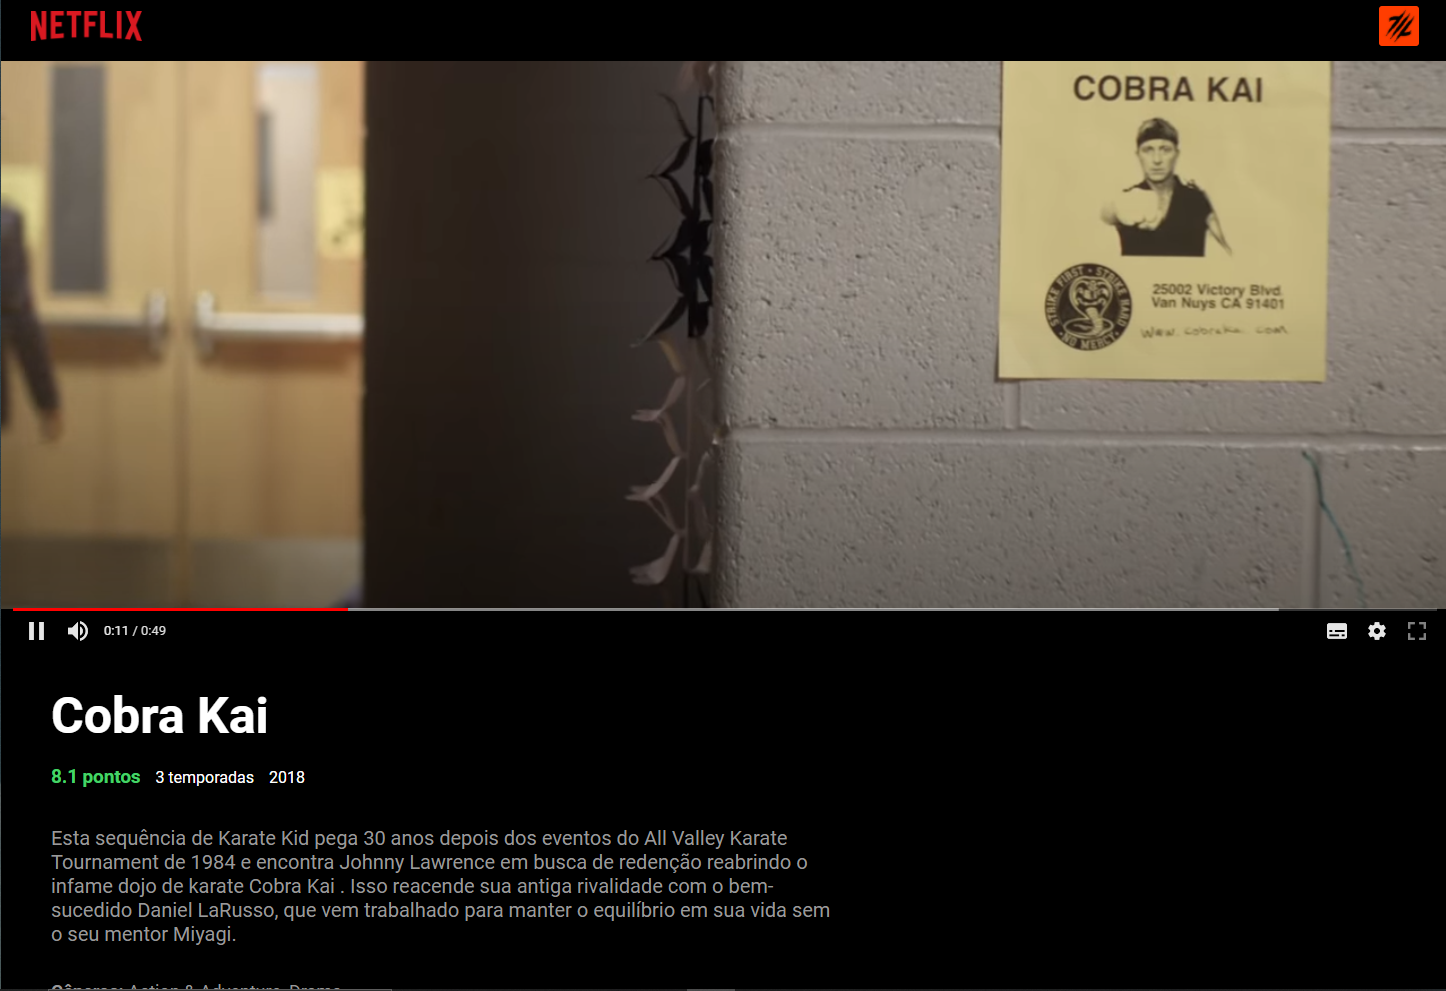 NETFLIX
COBRA KAI
STRIKE FIRST • STRIKE HARD
• NO MERCY •
25002 Victory Blvd.
Van Nuys CA 91401
www.cobrakai.com
0:11 / 0:49
Cobra Kai
8.1 pontos 3 temporadas 2018
Esta sequência de Karate Kid pega 30 anos depois dos eventos do All Valley Karate
Tournament de 1984 e encontra Johnny Lawrence em busca de redenção reabrindo o
infame dojo de karate Cobra Kai . Isso reacende sua antiga rivalidade com o bem-
sucedido Daniel LaRusso, que vem trabalhado para manter o equilíbrio em sua vida sem
o seu mentor Miyagi.
Gêneros: Action & Adventure, Drama